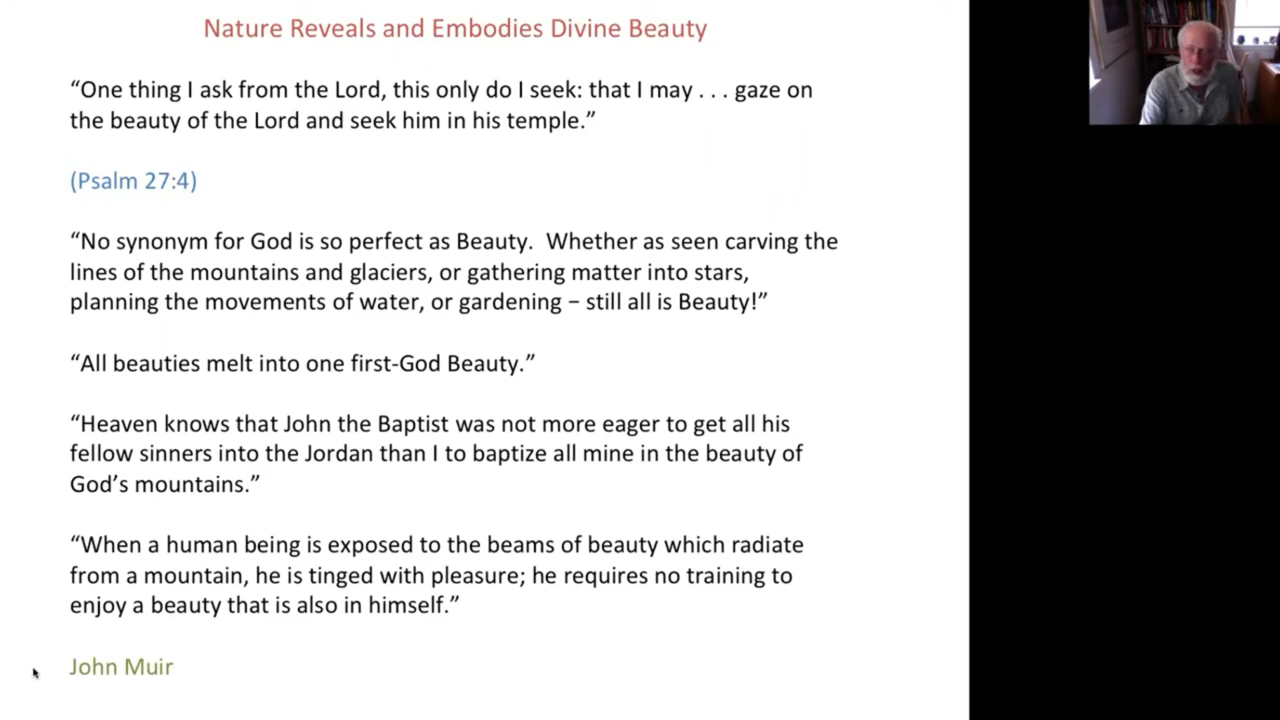 Nature Reveals and Embodies Divine Beauty
“One thing I ask from the Lord, this only do I seek: that I may . . . gaze on
the beauty of the Lord and seek him in his temple.”
(Psalm 27:4)
“No synonym for God is so perfect as Beauty.  Whether as seen carving the
lines of the mountains and glaciers, or gathering matter into stars,
planning the movements of water, or gardening – still all is Beauty!”
“All beauties melt into one first-God Beauty.”
“Heaven knows that John the Baptist was not more eager to get all his
fellow sinners into the Jordan than I to baptize all mine in the beauty of
God’s mountains.”
“When a human being is exposed to the beams of beauty which radiate
from a mountain, he is tinged with pleasure; he requires no training to
enjoy a beauty that is also in himself.”
John Muir